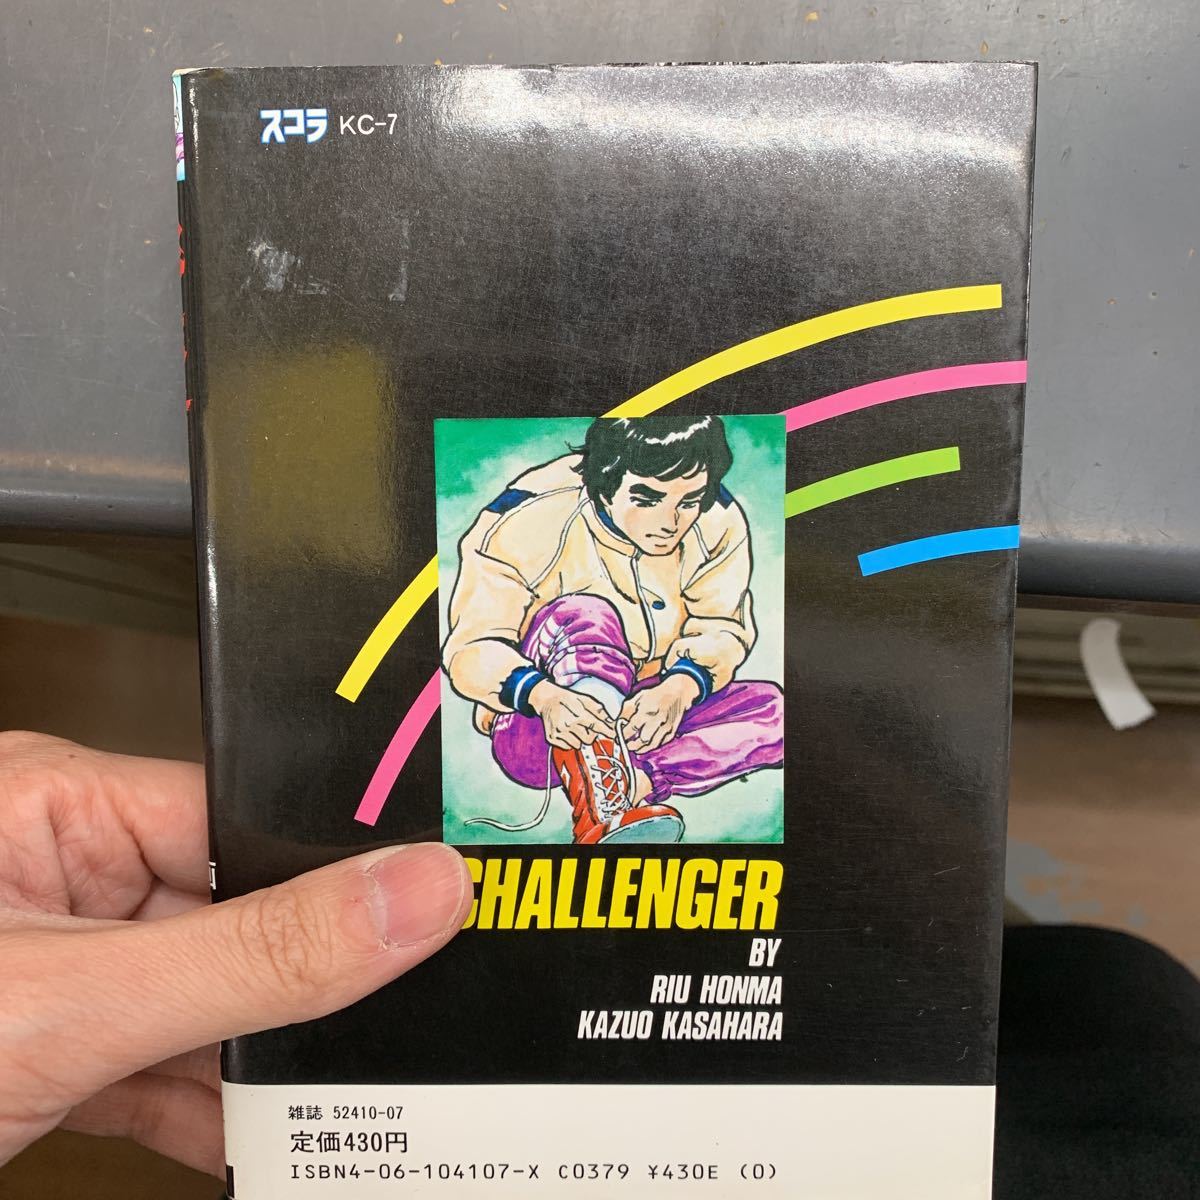 スコラ KC-7
CHALLENGER
BY
RIU HONMA
KAZUO KASAHARA
雑誌 52410-07
定価430円
ISBN4-06-104107-X C0379 ¥430E (0)